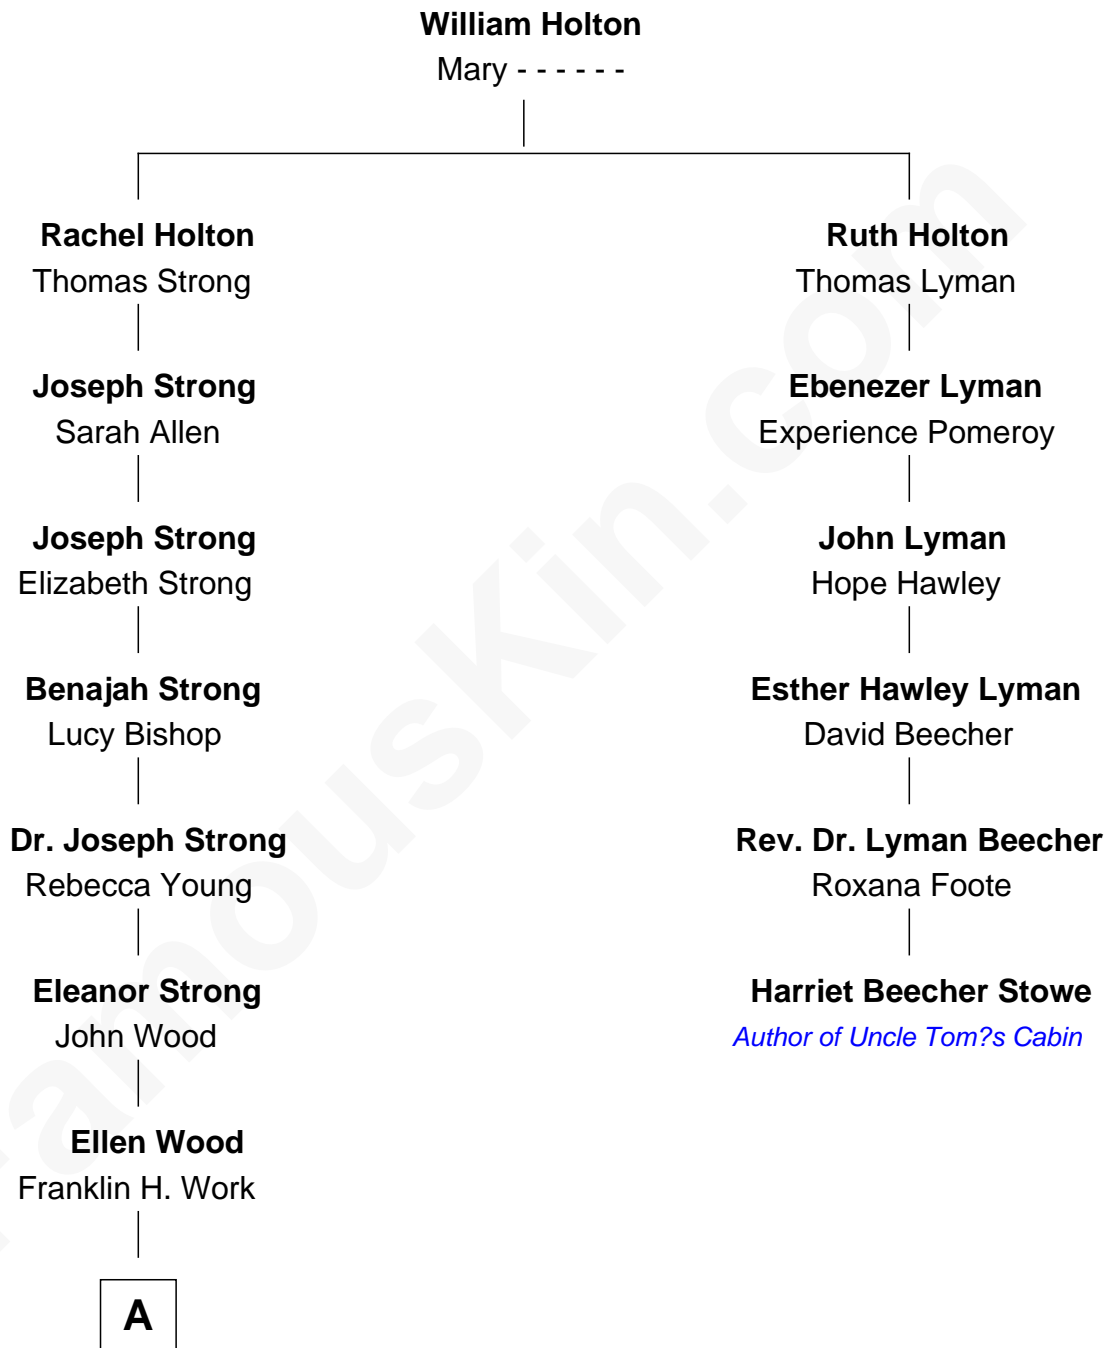 William Holton
Mary - - - - - -
Rachel Holton
Thomas Strong
Ruth Holton
Thomas Lyman
Joseph Strong
Sarah Allen
Ebenezer Lyman
Experience Pomeroy
Joseph Strong
Elizabeth Strong
John Lyman
Hope Hawley
Benajah Strong
Lucy Bishop
Esther Hawley Lyman
David Beecher
Dr. Joseph Strong
Rebecca Young
Rev. Dr. Lyman Beecher
Roxana Foote
Eleanor Strong
John Wood
Harriet Beecher Stowe
Author of Uncle Tom?s Cabin
Ellen Wood
Franklin H. Work
A
FamousKin.com